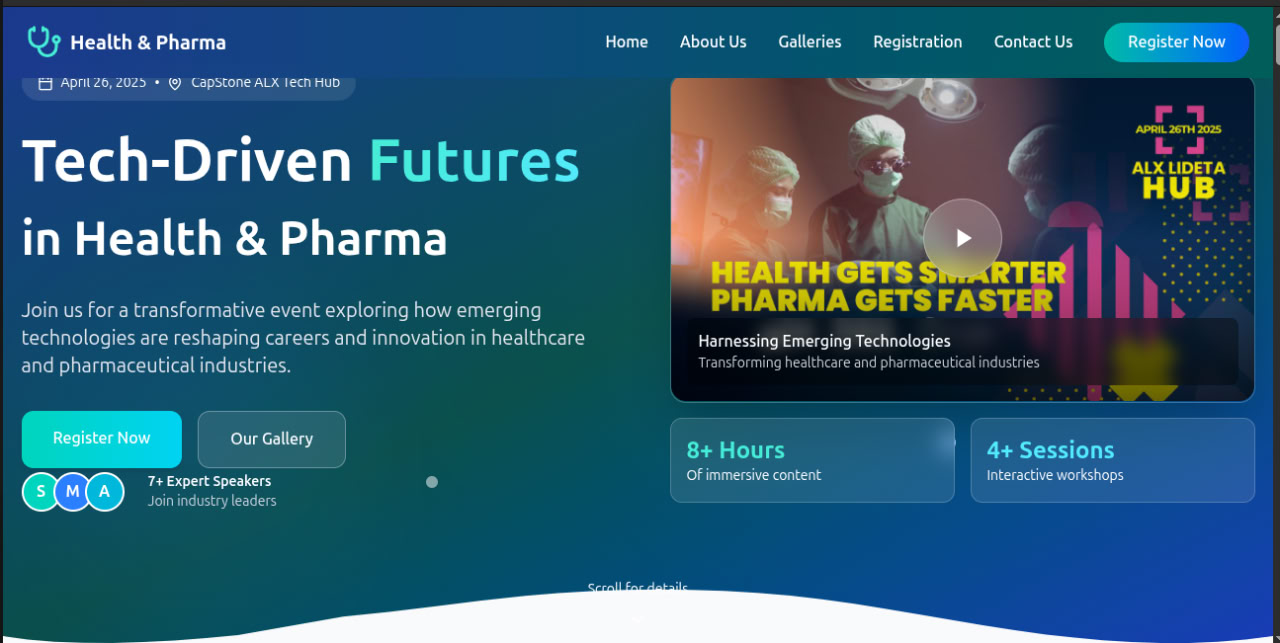 Health & Pharma
Home
About Us
Galleries
Registration
Contact Us
Register Now
April 26, 2025 • CapStone ALX Tech Hub
Tech-Driven Futures
in Health & Pharma
Join us for a transformative event exploring how emerging
technologies are reshaping careers and innovation in healthcare
and pharmaceutical industries.
Register Now
Our Gallery
S M A
7+ Expert Speakers
Join industry leaders
APRIL 26TH 2025
ALX LIDETA
HUB
HEALTH GETS SMARTER
PHARMA GETS FASTER
Harnessing Emerging Technologies
Transforming healthcare and pharmaceutical industries
8+ Hours
Of immersive content
4+ Sessions
Interactive workshops
Scroll for details